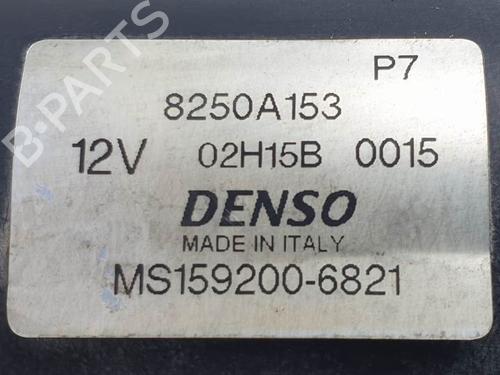 P7
8250A153
12V 02H15B 0015
DENSO
MADE IN ITALY
MS159200-6821
B-PARTS